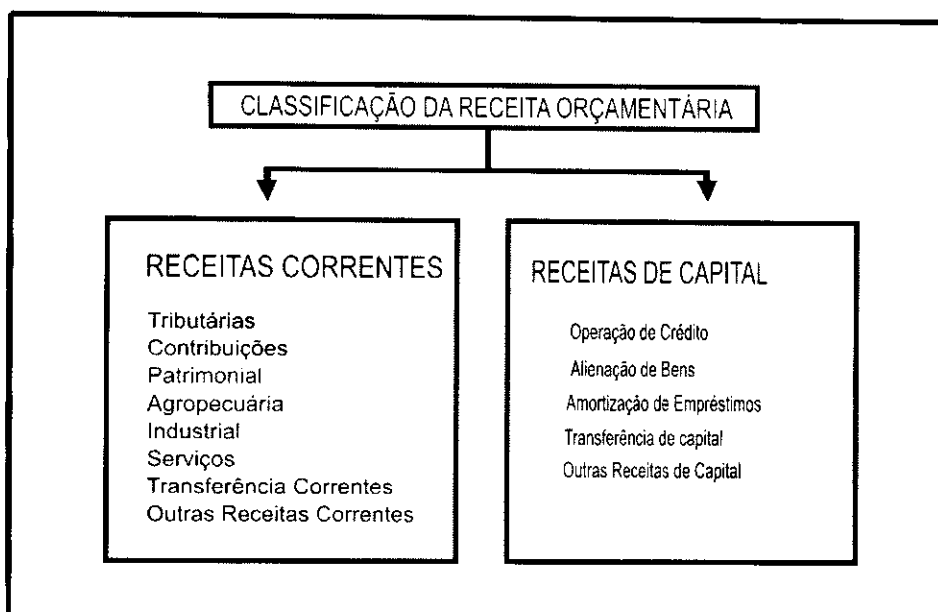 CLASSIFICAÇÃO DA RECEITA ORÇAMENTÁRIA
RECEITAS CORRENTES
Tributárias
Contribuições
Patrimonial
Agropecuária
Industrial
Serviços
Transferência Correntes
Outras Receitas Correntes
RECEITAS DE CAPITAL
Operação de Crédito
Alienação de Bens
Amortização de Empréstimos
Transferência de capital
Outras Receitas de Capital